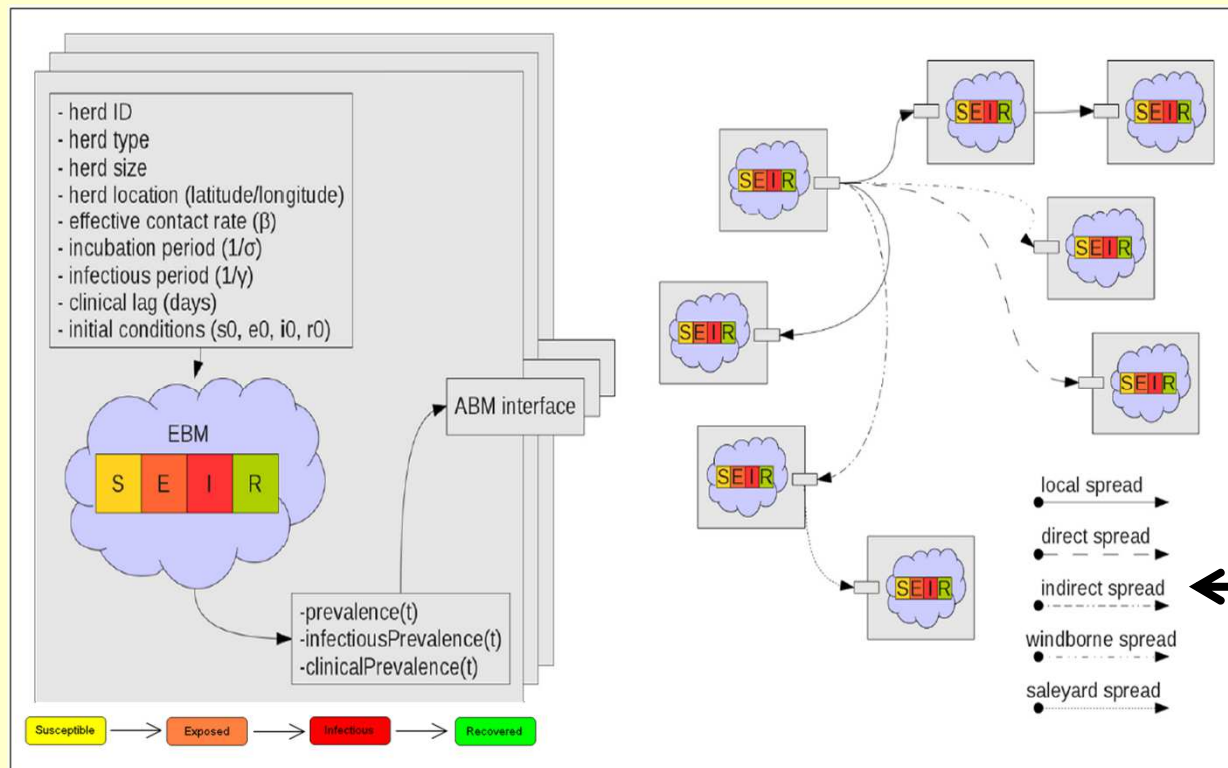 - herd ID
- herd type
- herd size
- herd location (latitude/longitude)
- effective contact rate (β)
- incubation period (1/σ)
- infectious period (1/γ)
- clinical lag (days)
- initial conditions (s0, e0, i0, r0)
EBM
S E I R
ABM interface
-prevalence(t)
-infectiousPrevalence(t)
-clinicalPrevalence(t)
Susceptible
Exposed
Infectious
Recovered
SEIR
SEIR
SEIR
SEIR
SEIR
SEIR
SEIR
SEIR
local spread
direct spread
indirect spread
windborne spread
saleyard spread